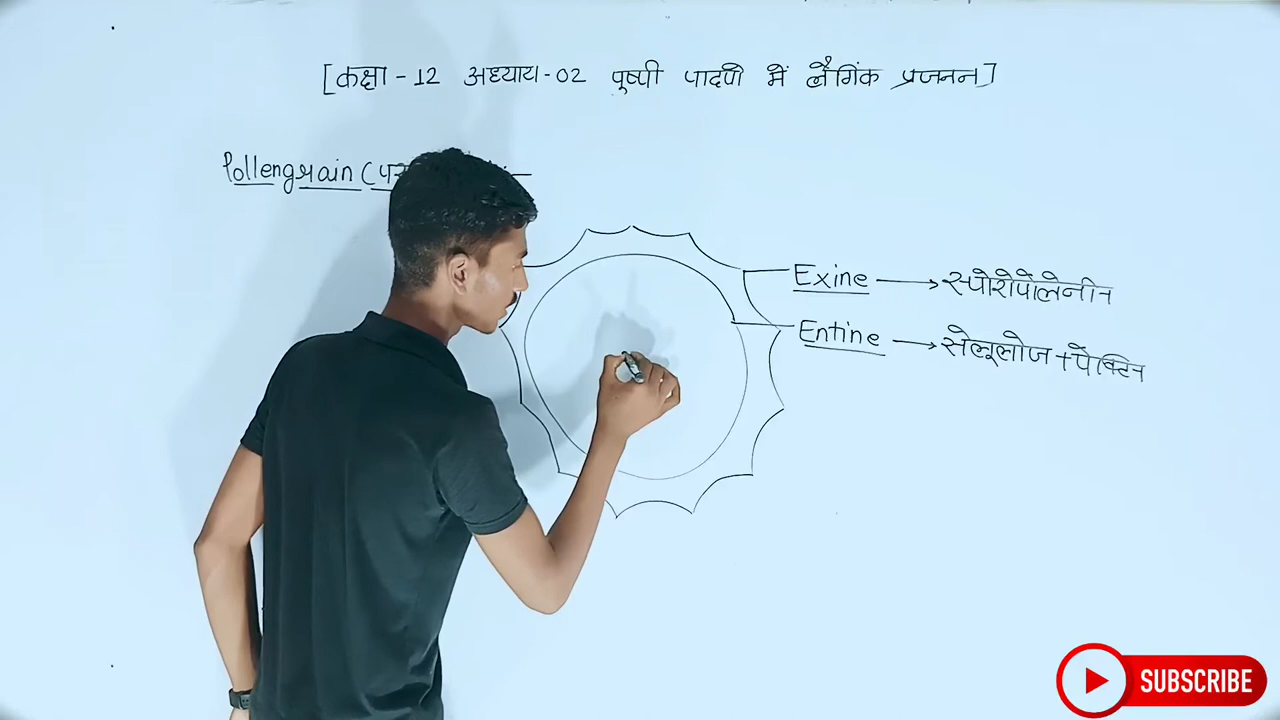 [कक्षा - 12 अध्याय - 02 पुष्पी पादपों में लैंगिक प्रजनन]
Pollengrain (
Exine → स्पोरोपोलेनीन
Entine → सेलूलोज + पेक्टिन
SUBSCRIBE